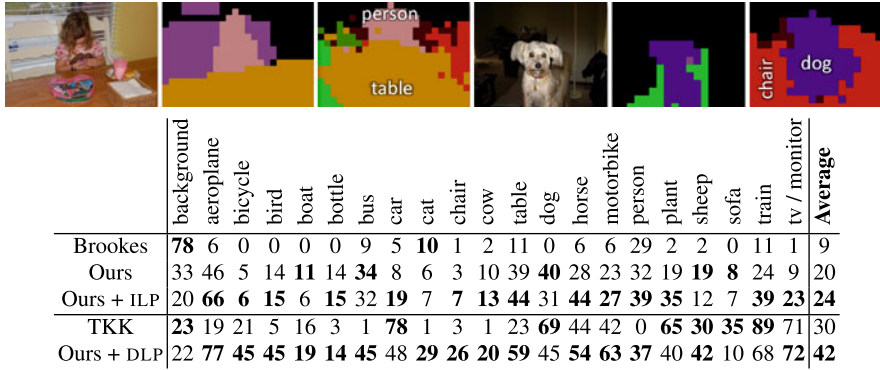 person
table
chair
dog
background aeroplane bicycle bird boat bottle bus car cat chair cow table dog horse motorbike person plant sheep sofa train tv / monitor Average
Brookes 78 6 0 0 0 0 9 5 10 1 2 11 0 6 6 29 2 2 0 11 1 9
Ours 33 46 5 14 11 14 34 8 6 3 10 39 40 28 23 32 19 19 8 24 9 20
Ours + ILP 20 66 6 15 6 15 32 19 7 7 13 44 31 44 27 39 35 12 7 39 23 24
TKK 23 19 21 5 16 3 1 78 1 3 1 23 69 44 42 0 65 30 35 89 71 30
Ours + DLP 22 77 45 45 19 14 45 48 29 26 20 59 45 54 63 37 40 42 10 68 72 42